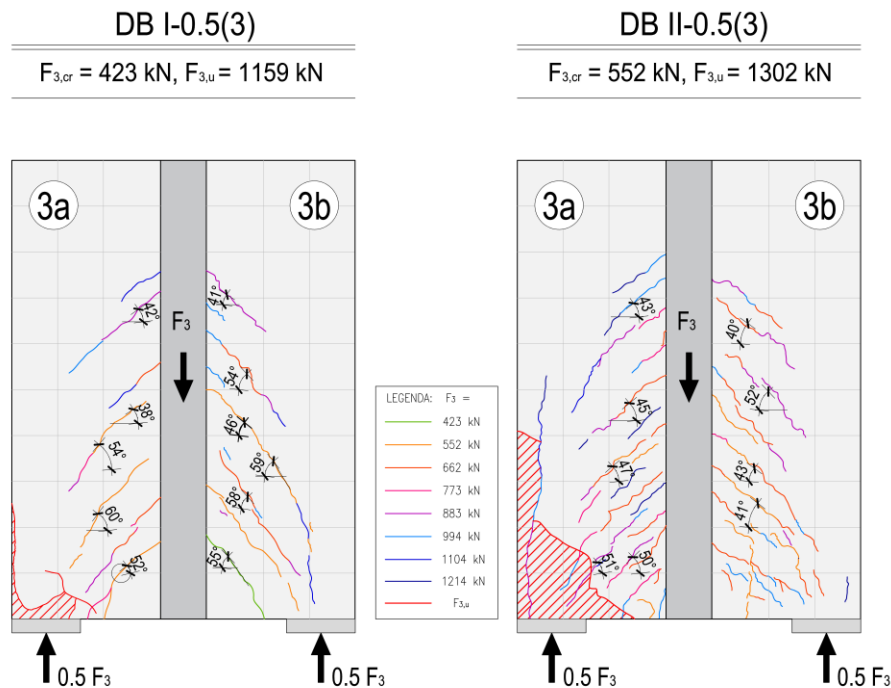 DB I-0.5(3)
F3,cr = 423 kN, F3,u = 1159 kN
3a
3b
F3
42°
41°
38°
54°
54°
46°
59°
60°
58°
52°
55°
0.5 F3
0.5 F3
LEGENDA: F3 =
423 kN
552 kN
662 kN
773 kN
883 kN
994 kN
1104 kN
1214 kN
F3,u
DB II-0.5(3)
F3,cr = 552 kN, F3,u = 1302 kN
3a
3b
F3
43°
40°
45°
52°
47°
43°
41°
51°
50°
0.5 F3
0.5 F3